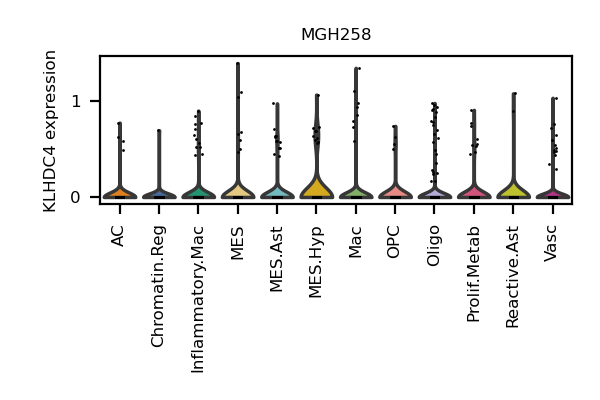 MGH258
KLHDC4 expression
1
0
AC
Chromatin.Reg
Inflammatory.Mac
MES
MES.Ast
MES.Hyp
Mac
OPC
Oligo
Prolif.Metab
Reactive.Ast
Vasc